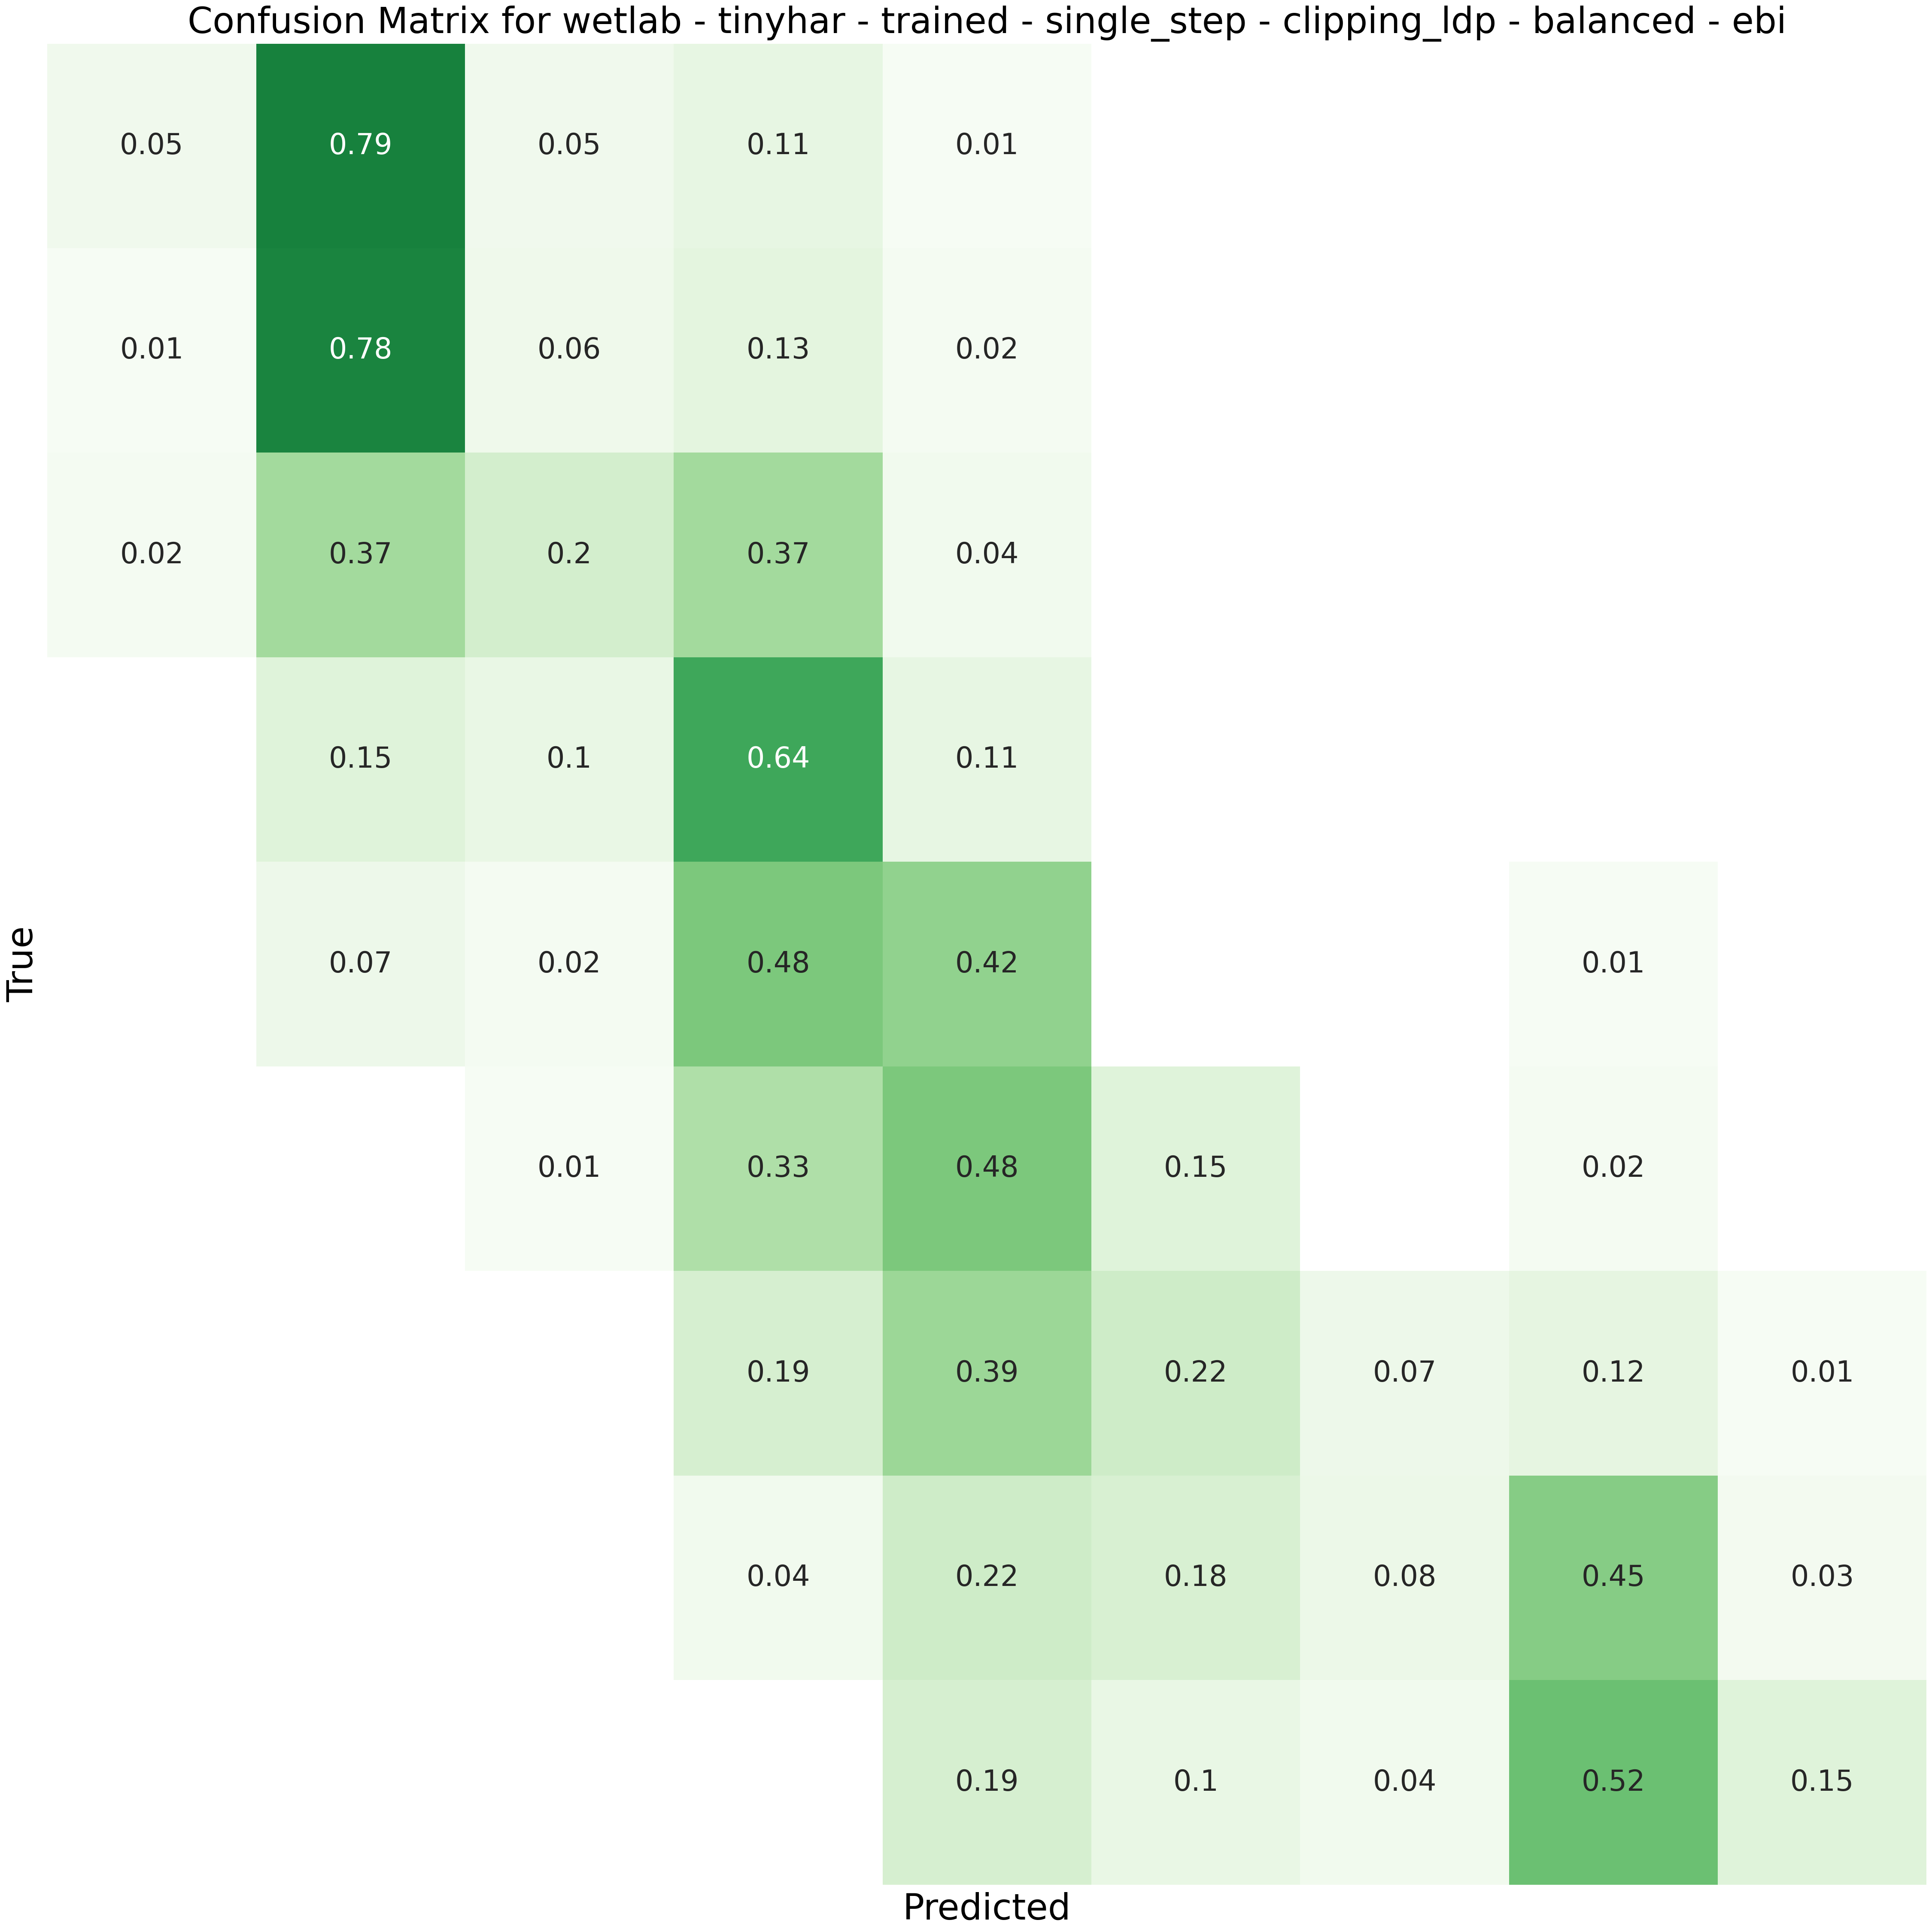 Confusion Matrix for wetlab - tinyhar - trained - single_step - clipping_ldp - balanced - ebi
0.05 0.79 0.05 0.11 0.01
0.01 0.78 0.06 0.13 0.02
0.02 0.37 0.2 0.37 0.04
0.15 0.1 0.64 0.11
0.07 0.02 0.48 0.42 0.01
0.01 0.33 0.48 0.15 0.02
0.19 0.39 0.22 0.07 0.12 0.01
0.04 0.22 0.18 0.08 0.45 0.03
0.19 0.1 0.04 0.52 0.15
True
Predicted